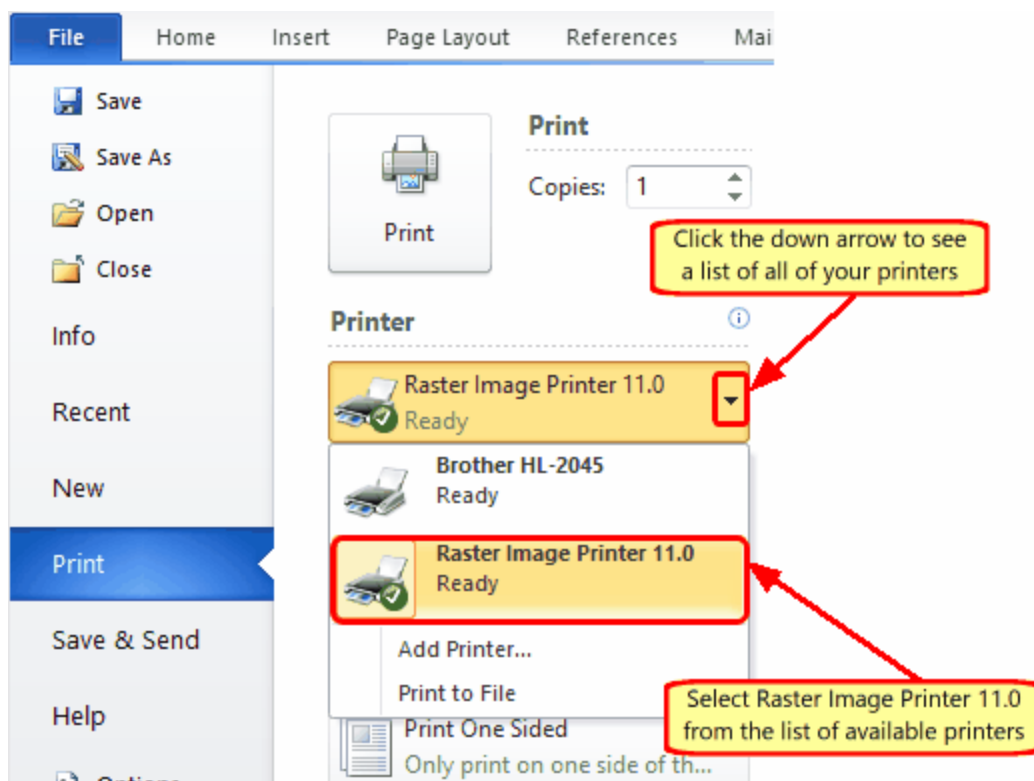 File Home Insert Page Layout References Mai
Save
Save As
Open
Close
Info
Recent
New
Print
Save & Send
Help
Options
Print
Print
Copies: 1
Click the down arrow to see
a list of all of your printers
Printer
Raster Image Printer 11.0
Ready
Brother HL-2045
Ready
Raster Image Printer 11.0
Ready
Add Printer...
Print to File
Select Raster Image Printer 11.0
from the list of available printers
Print One Sided
Only print on one side of th...